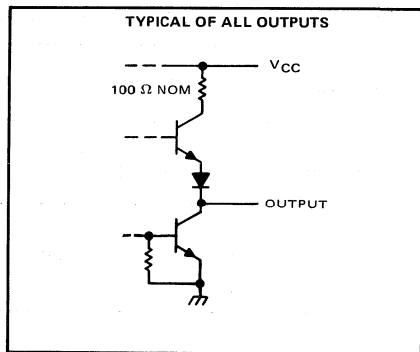 TYPICAL OF ALL OUTPUTS
VCC
100 Ω NOM
OUTPUT